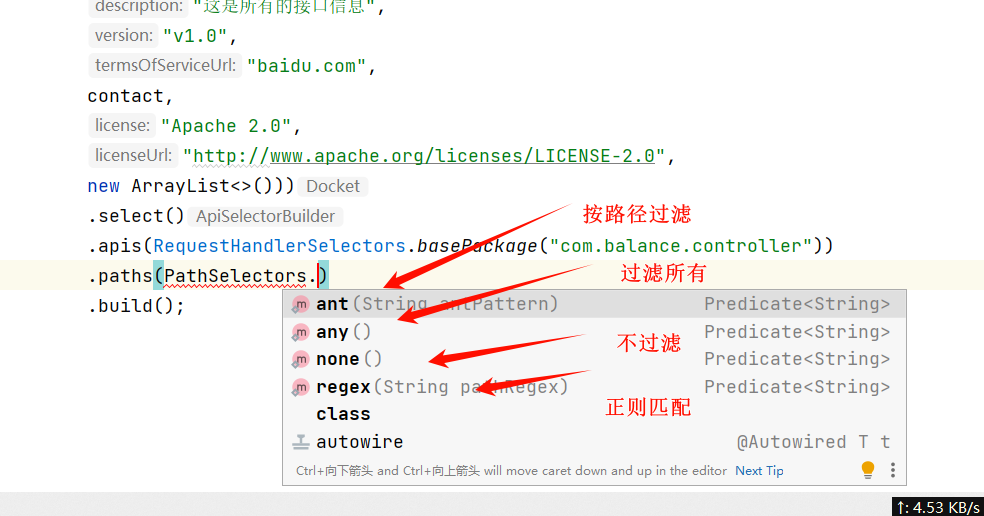 description: "这是所有的接口信息",
version: "v1.0",
termsOfServiceUrl: "baidu.com",
contact,
license: "Apache 2.0",
licenseUrl: "http://www.apache.org/licenses/LICENSE-2.0",
new ArrayList<>())) Docket
.select() ApiSelectorBuilder
按路径过滤
.apis(RequestHandlerSelectors.basePackage("com.balance.controller"))
过滤所有
.paths(PathSelectors.)
.build();
m ant(String antPattern) Predicate<String>
m any() Predicate<String>
不过滤
m none() Predicate<String>
m regex(String pathRegex) Predicate<String>
正则匹配
class
autowire @Autowired T t
Ctrl+向下箭头 and Ctrl+向上箭头 will move caret down and up in the editor Next Tip
↑: 4.53 KB/s